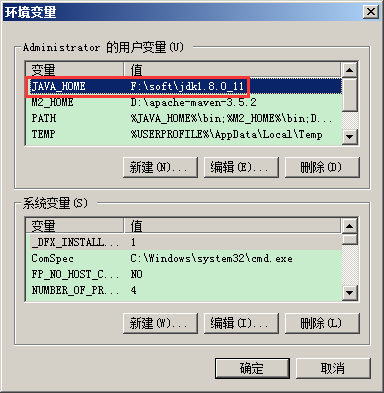 环境变量
Administrator 的用户变量(U)
变量 值
JAVA_HOME F:\soft\jdk1.8.0_11
M2_HOME D:\apache-maven-3.5.2
PATH %JAVA_HOME%\bin;%M2_HOME%\bin;D...
TEMP %USERPROFILE%\AppData\Local\Temp
新建(N)... 编辑(E)... 删除(D)
系统变量(S)
变量 值
_DFX_INSTALL... 1
ComSpec C:\Windows\system32\cmd.exe
FP_NO_HOST_C... NO
NUMBER_OF_PR... 4
新建(W)... 编辑(I)... 删除(L)
确定 取消